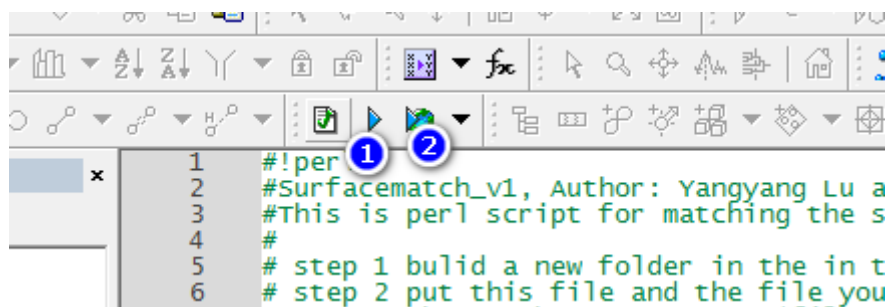 fx
1 2
1 #!per
2 #Surfacematch_v1, Author: Yangyang Lu a
3 #This is perl script for matching the s
4 #
5 # step 1 bulid a new folder in the in t
6 # step 2 put this file and the file you